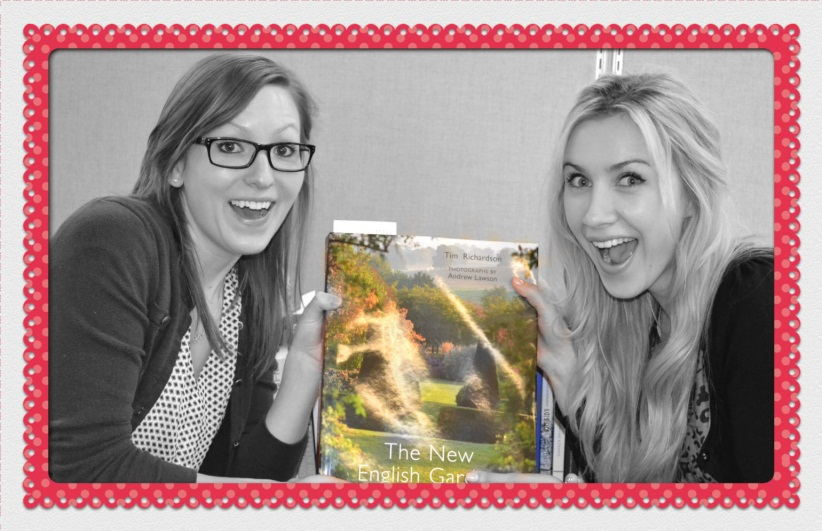 Tim Richardson
PHOTOGRAPHS BY
Andrew Lawson
The New
English Gar